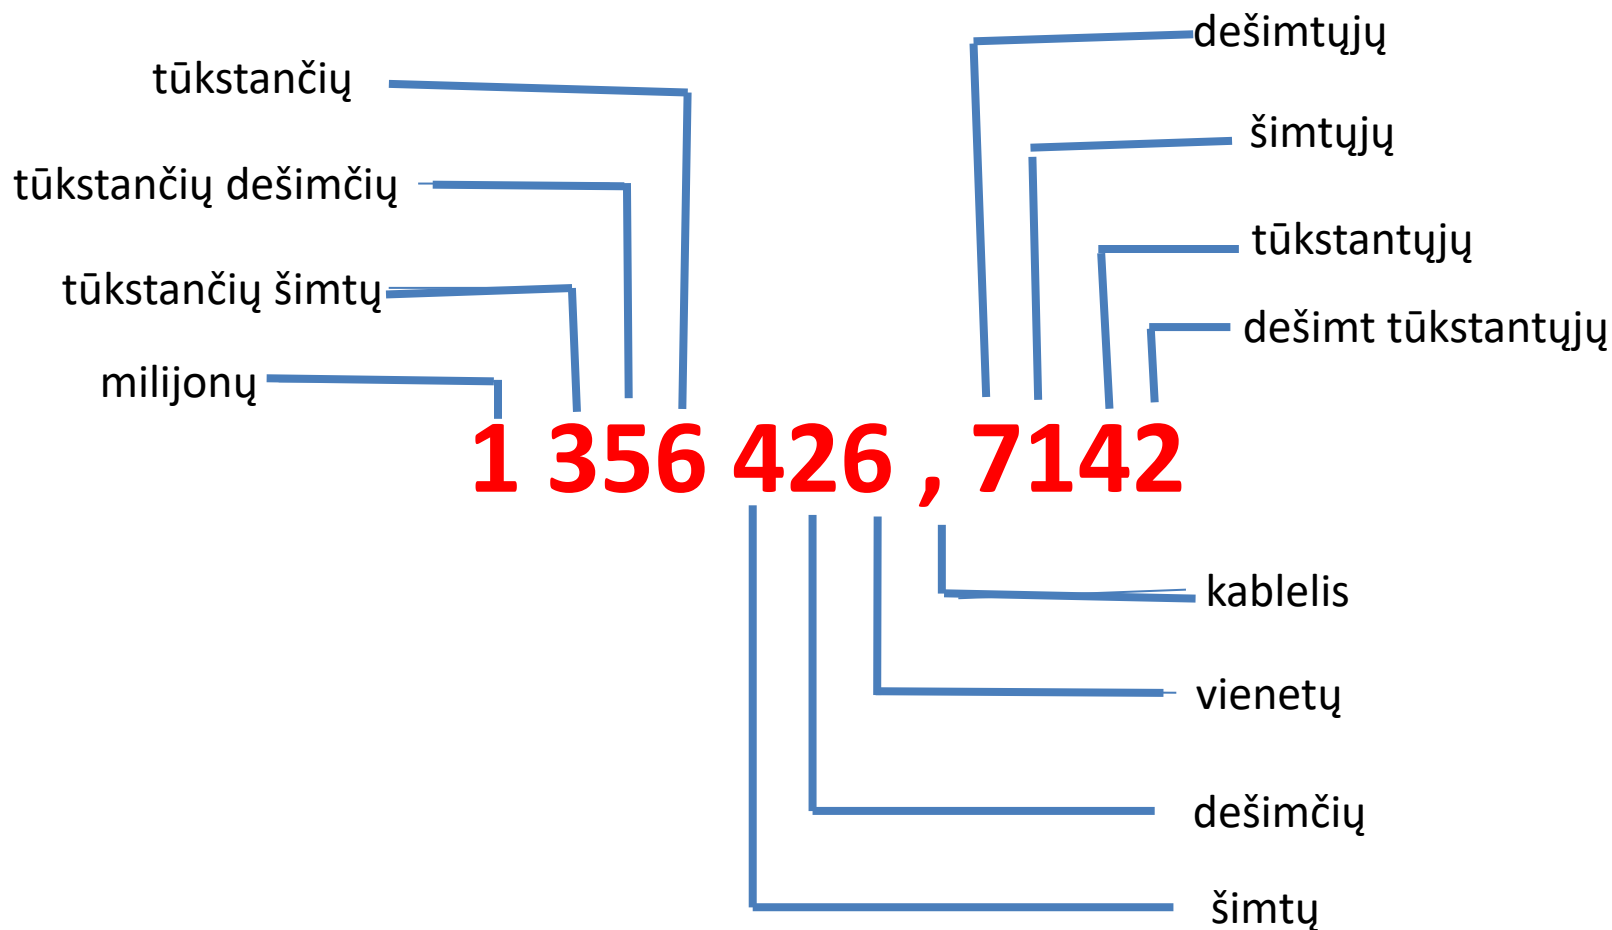 dešimtųjų
tūkstančių
šimtųjų
tūkstančių dešimčių
tūkstantųjų
tūkstančių šimtų
dešimt tūkstantųjų
milijonų
1 356 426 , 7142
kablelis
vienetų
dešimčių
šimtų